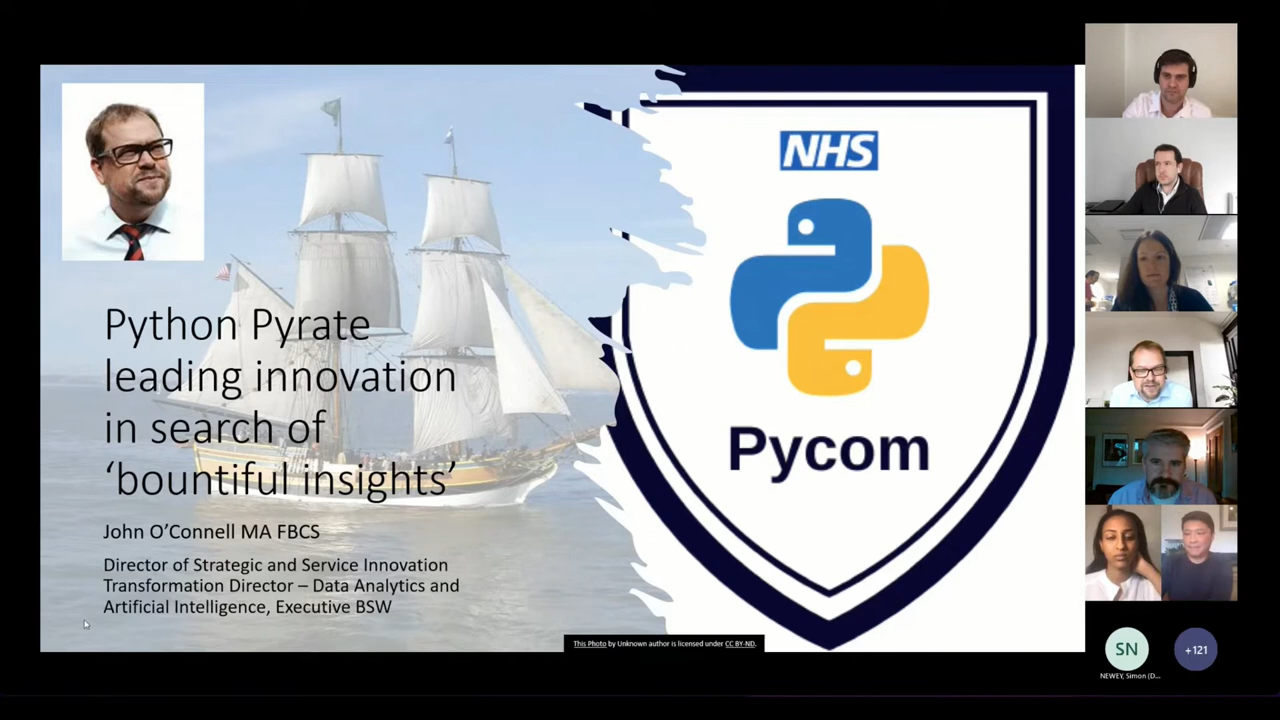 Python Pyrate
leading innovation
in search of
‘bountiful insights’
John O’Connell MA FBCS
Director of Strategic and Service Innovation
Transformation Director – Data Analytics and
Artificial Intelligence, Executive BSW
NHS
Pycom
This Photo by Unknown author is licensed under CC BY-ND.
SN
NEWEY, Simon (D...
+121